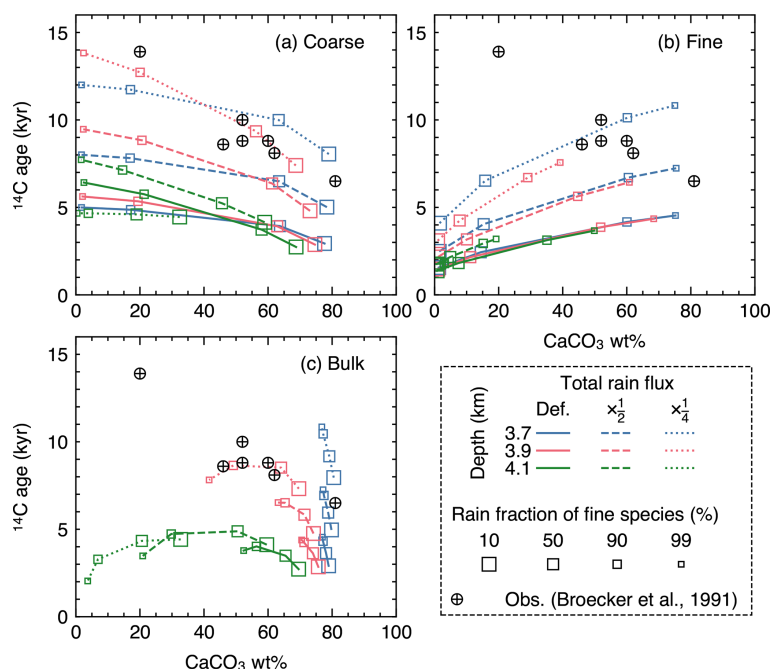 (a) Coarse
(b) Fine
15
10
5
0
¹⁴C age (kyr)
15
10
5
0
¹⁴C age (kyr)
0 20 40 60 80
0 20 40 60 80 100
CaCO₃ wt%
(c) Bulk
15
10
5
0
¹⁴C age (kyr)
0 20 40 60 80 100
CaCO₃ wt%
Total rain flux
Depth (km)
Def. ×½ ×¼
3.7
3.9
4.1
Rain fraction of fine species (%)
10 50 90 99
Obs. (Broecker et al., 1991)